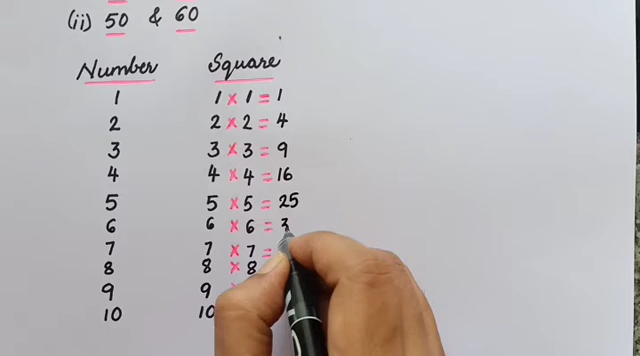 (ii) 50 & 60
Number Square
1 1 × 1 = 1
2 2 × 2 = 4
3 3 × 3 = 9
4 4 × 4 = 16
5 5 × 5 = 25
6 6 × 6 = 3
7 7 × 7 =
8 8 × 8
9 9
10 10